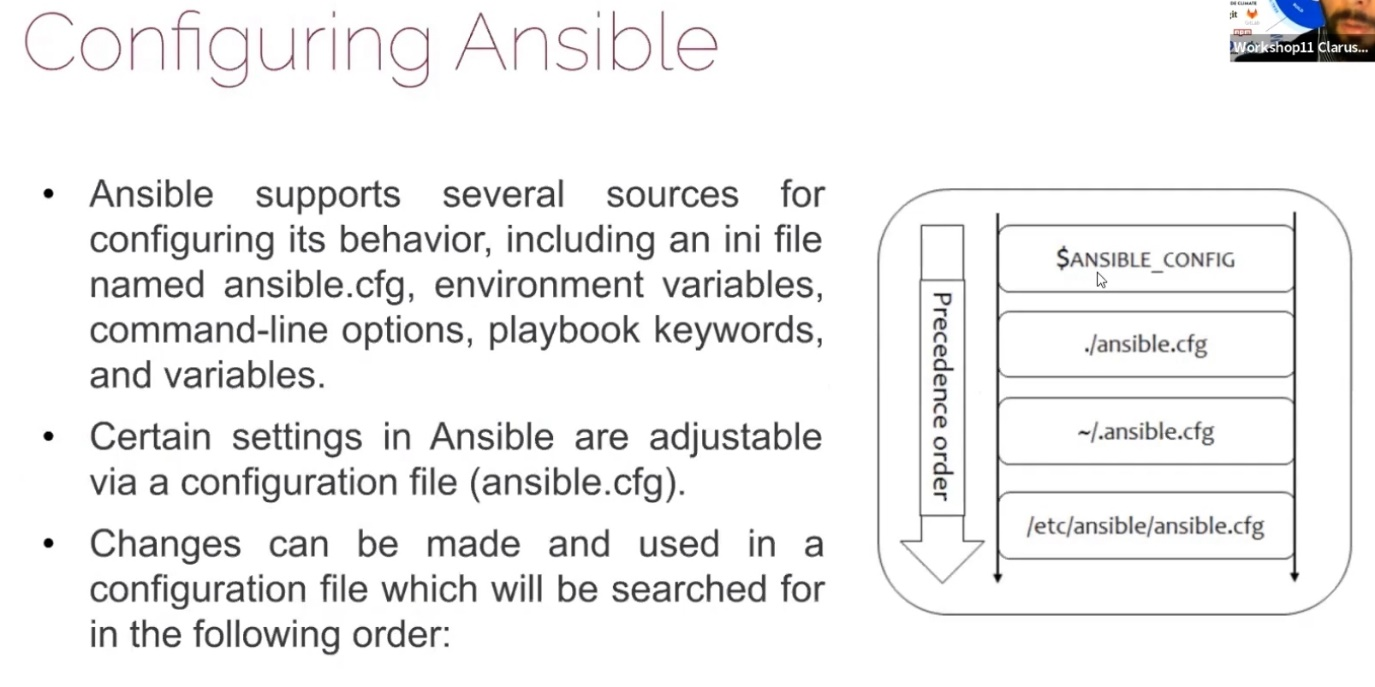 Configuring Ansible
Workshop11 Clarus...
• Ansible supports several sources for
configuring its behavior, including an ini file
named ansible.cfg, environment variables,
command-line options, playbook keywords,
and variables.
• Certain settings in Ansible are adjustable
via a configuration file (ansible.cfg).
• Changes can be made and used in a
configuration file which will be searched for
in the following order:
Precedence order
$ANSIBLE_CONFIG
./ansible.cfg
~/.ansible.cfg
/etc/ansible/ansible.cfg